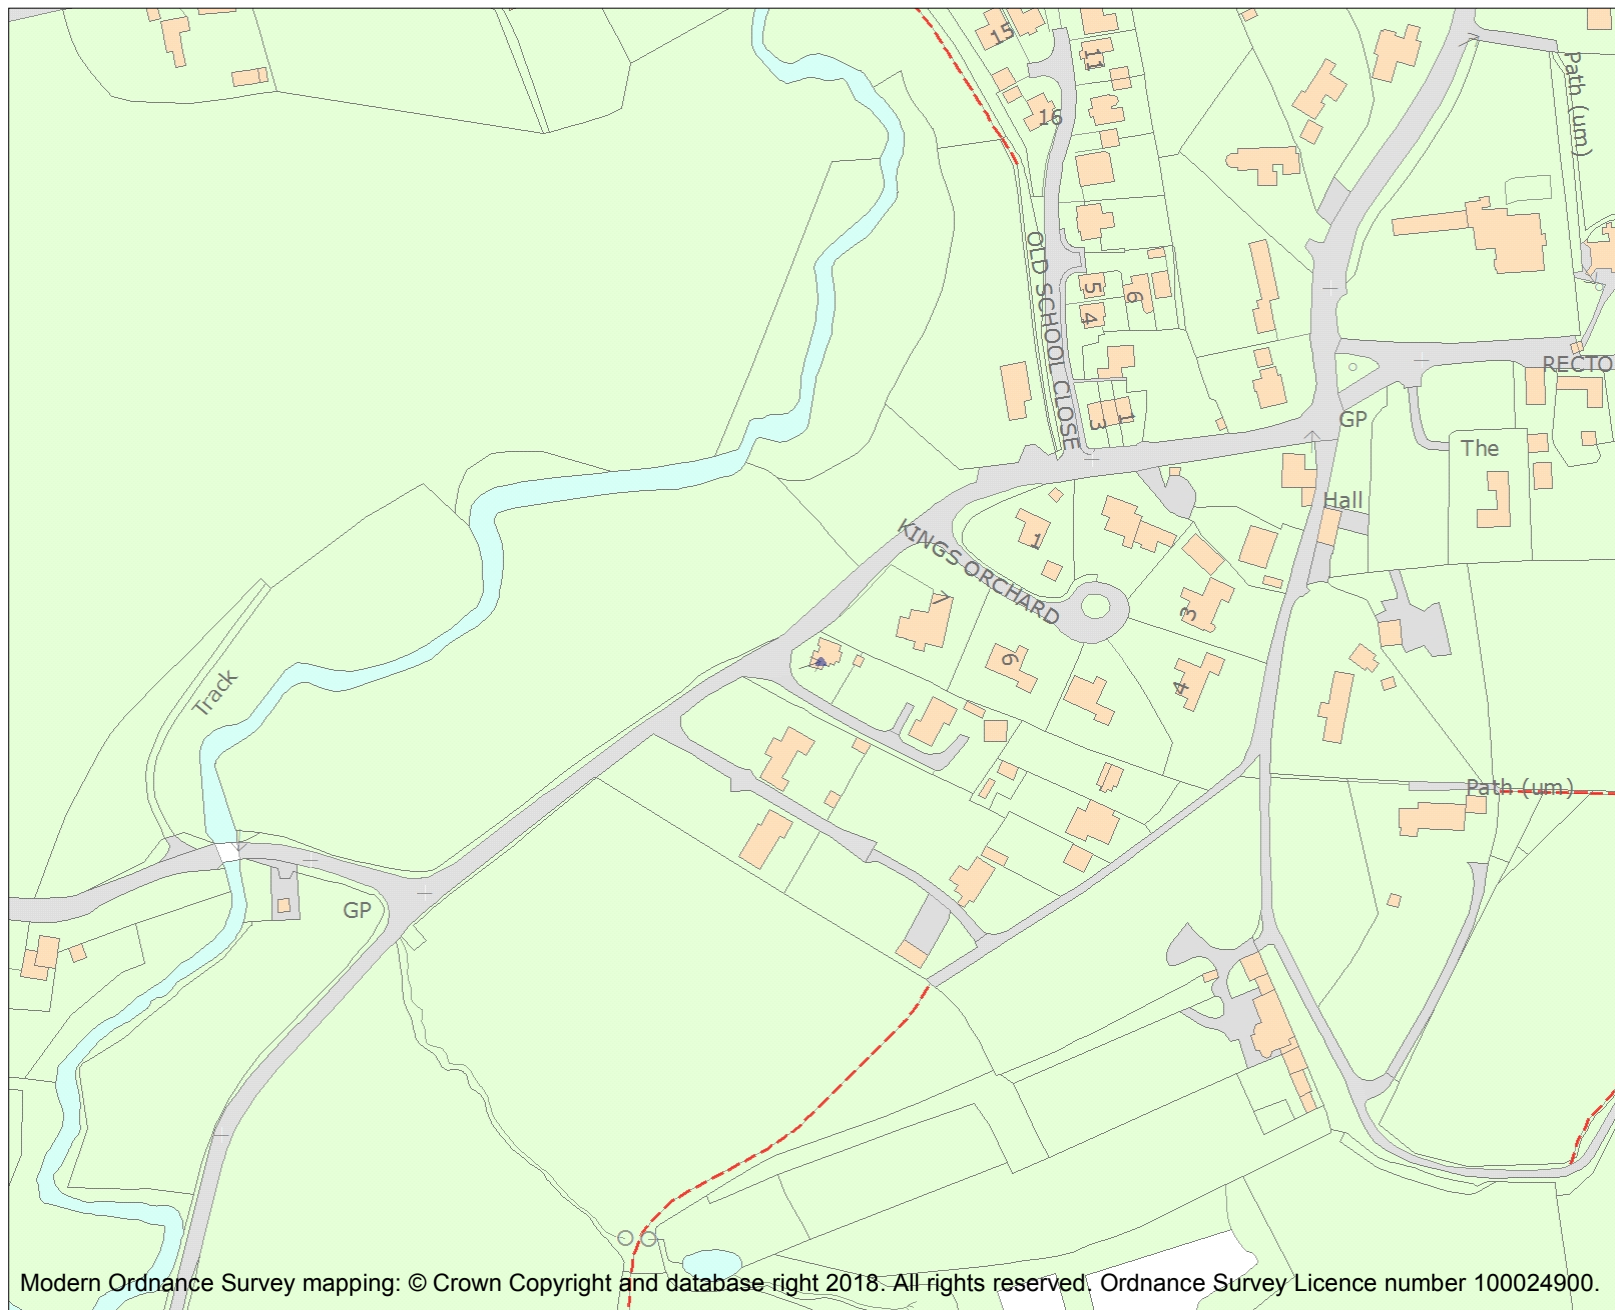 15
11
Path (um)
16
OLD SCHOOL CLOSE
5
6
4
RECTO
3
1
GP
The
Hall
KINGS ORCHARD
1
7
3
6
4
Track
Path (um)
GP
Modern Ordnance Survey mapping: © Crown Copyright and database right 2018. All rights reserved. Ordnance Survey Licence number 100024900.